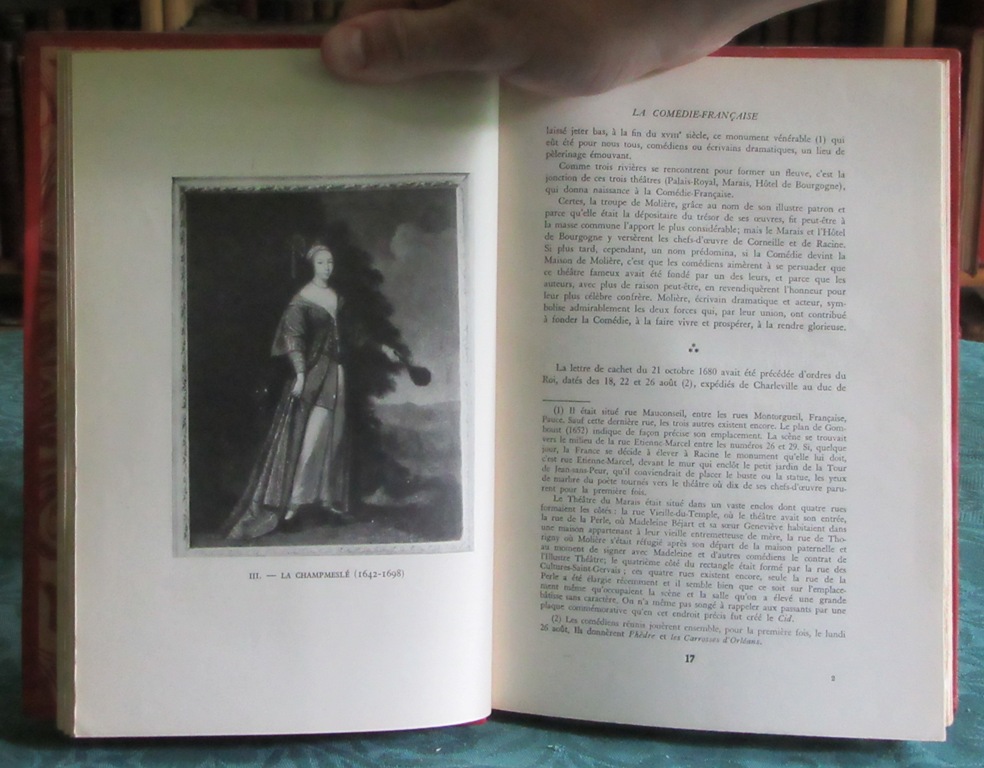 III. — LA CHAMPMESLÉ (1642-1698)
LA COMÉDIE-FRANÇAISE
laissé jeter bas, à la fin du XVIIIᵉ siècle, ce monument vénérable (1) qui
eût été pour nous tous, comédiens ou écrivains dramatiques, un lieu de
pèlerinage émouvant.
Comme trois rivières se rencontrent pour former un fleuve, c'est la
jonction de ces trois théâtres (Palais-Royal, Marais, Hôtel de Bourgogne),
qui donna naissance à la Comédie-Française.
Certes, la troupe de Molière, grâce au nom de son illustre patron et
parce qu'elle était la dépositaire du trésor de ses œuvres, fit peut-être à
la masse commune l'apport le plus considérable; mais le Marais et l'Hôtel
de Bourgogne y versèrent les chefs-d'œuvre de Corneille et de Racine.
Si plus tard, cependant, un nom prédomina, si la Comédie devint la
Maison de Molière, c'est que les comédiens aimèrent à se persuader que
ce théâtre fameux avait été fondé par un des leurs, et parce que les
auteurs, avec plus de raison peut-être, en revendiquèrent l'honneur pour
leur plus célèbre confrère. Molière, écrivain dramatique et acteur, sym-
bolise admirablement les deux forces qui, par leur union, ont contribué
à fonder la Comédie, à la faire vivre et prospérer, à la rendre glorieuse.
La lettre de cachet du 21 octobre 1680 avait été précédée d'ordres du
Roi, datés des 18, 22 et 26 août (2), expédiés de Charleville au duc de
(1) Il était situé rue Mauconseil, entre les rues Montorgueil, Française,
Pavée. Sauf cette dernière rue, les trois autres existent encore. Le plan de Gom-
boust (1652) indique de façon précise son emplacement. La scène se trouvait
vers le milieu de la rue Etienne-Marcel entre les numéros 26 et 29. Si, quelque
jour, la France se décide à élever à Racine le monument qu'elle lui doit,
c'est rue Etienne-Marcel, devant le mur qui enclôt le petit jardin de la Tour
de Jean-sans-Peur, qu'il conviendrait de placer le buste ou la statue, les yeux
de marbre du poète tournés vers le théâtre où dix de ses chefs-d'œuvre paru-
rent pour la première fois.
Le Théâtre du Marais était situé dans un vaste enclos dont quatre rues
formaient les côtés : la rue Vieille-du-Temple, où le théâtre avait son entrée,
la rue de la Perle, où Madeleine Béjart et sa sœur Geneviève habitaient dans
une maison appartenant à leur vieille entremetteuse de mère, la rue de Tho-
rigny où Molière s'était réfugié après son départ de la maison paternelle et
au moment de signer avec Madeleine et d'autres comédiens le contrat de
l'Illustre Théâtre; le quatrième côté du rectangle était formé par la rue des
Cultures-Saint-Gervais ; ces quatre rues existent encore, seule la rue de la
Perle a été élargie récemment et il semble bien que ce soit sur l'emplace-
ment même qu'occupaient la scène et la salle qu'on a élevé une grande
bâtisse sans caractère. On n'a même pas songé à rappeler aux passants par une
plaque commémorative qu'en cet endroit précis fut créé le Cid.
(2) Les comédiens réunis jouèrent ensemble, pour la première fois, le lundi
26 août. Ils donnèrent Phèdre et les Carrosses d'Orléans.
17
2